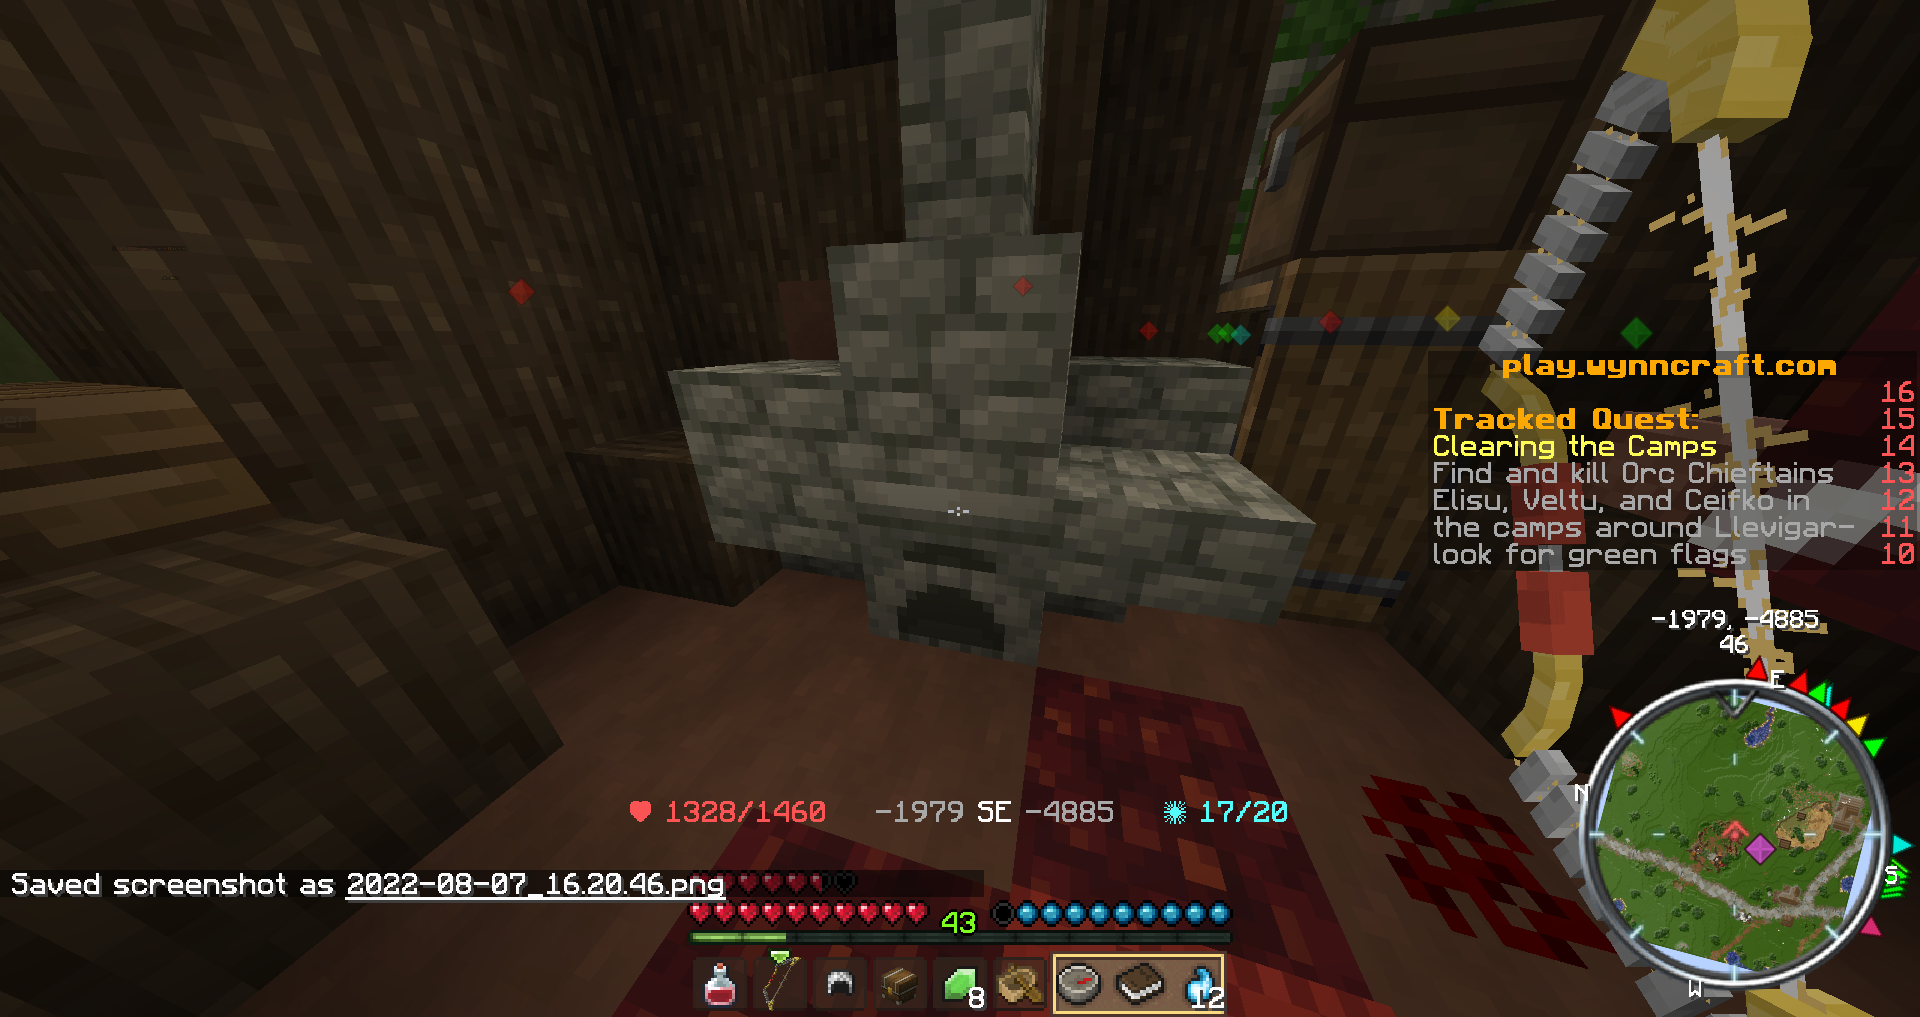 play.wynncraft.com
16
Tracked Quest: 15
Clearing the Camps 14
Find and kill Orc Chieftains 13
Elisu, Veltu, and Ceifko in 12
the camps around Llevigar- 11
look for green flags 10
-1979, -4885
46
E
N
S
W
1328/1460 -1979 SE -4885 17/20
Saved screenshot as 2022-08-07_16.20.46.png
43
8 12